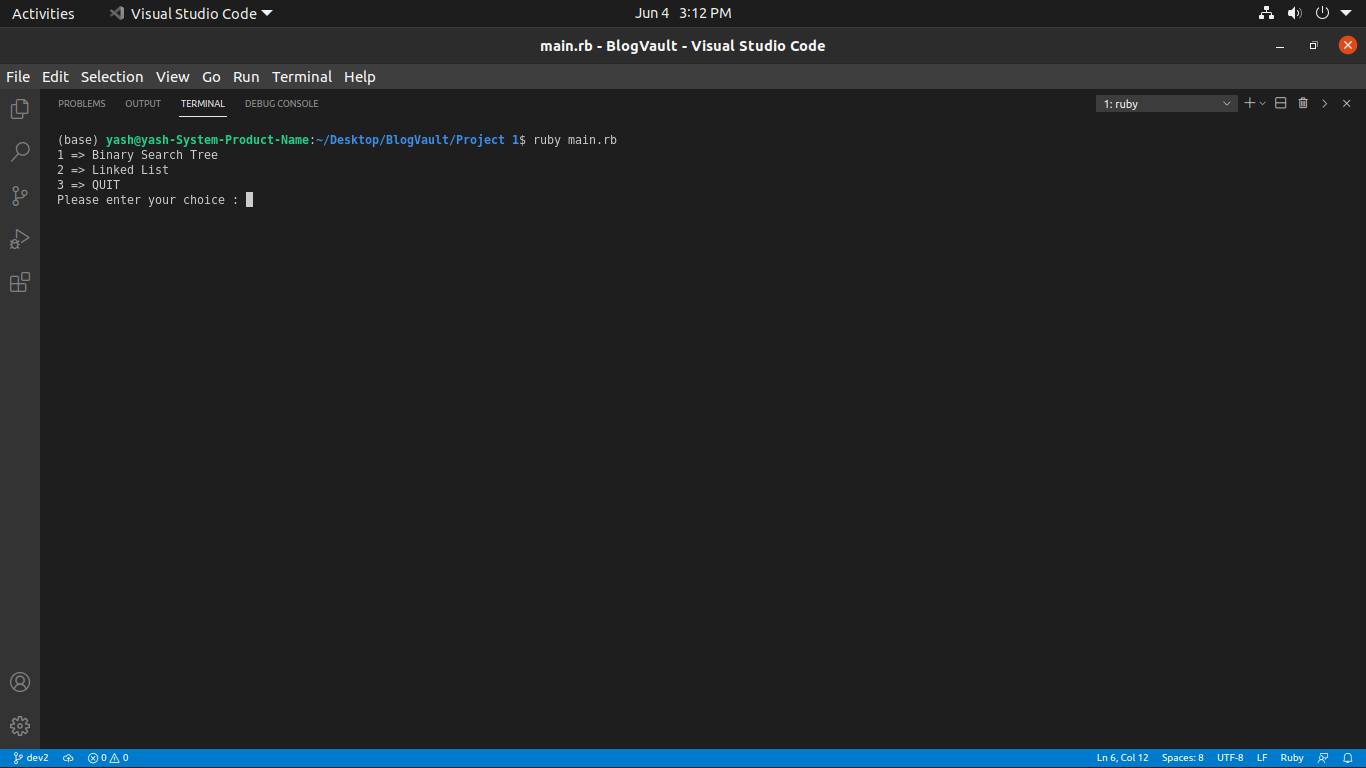 Activities Visual Studio Code Jun 4 3:12 PM
main.rb - BlogVault - Visual Studio Code
File Edit Selection View Go Run Terminal Help
PROBLEMS OUTPUT TERMINAL DEBUG CONSOLE 1: ruby
(base) yash@yash-System-Product-Name:~/Desktop/BlogVault/Project 1$ ruby main.rb
1 => Binary Search Tree
2 => Linked List
3 => QUIT
Please enter your choice :
dev2 0 0 Ln 6, Col 12 Spaces: 8 UTF-8 LF Ruby